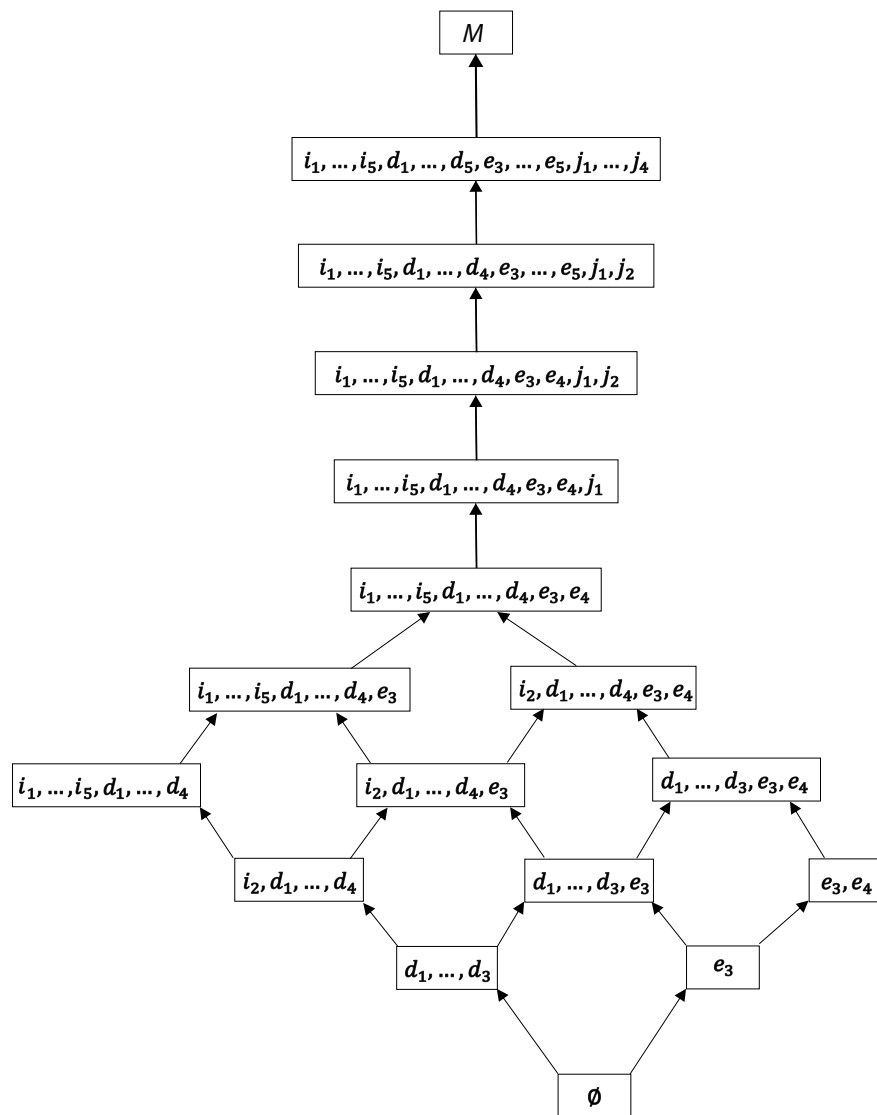 M
i₁, ... , i₅, d₁, ... , d₅, e₃, ... , e₅, j₁, ... , j₄
i₁, ... , i₅, d₁, ... , d₄, e₃, ... , e₅, j₁, j₂
i₁, ... , i₅, d₁, ... , d₄, e₃, e₄, j₁, j₂
i₁, ... , i₅, d₁, ... , d₄, e₃, e₄, j₁
i₁, ... , i₅, d₁, ... , d₄, e₃, e₄
i₁, ... , i₅, d₁, ... , d₄, e₃
i₂, d₁, ... , d₄, e₃, e₄
i₁, ... , i₅, d₁, ... , d₄
i₂, d₁, ... , d₄, e₃
d₁, ... , d₃, e₃, e₄
i₂, d₁, ... , d₄
d₁, ... , d₃, e₃
e₃, e₄
d₁, ... , d₃
e₃
∅